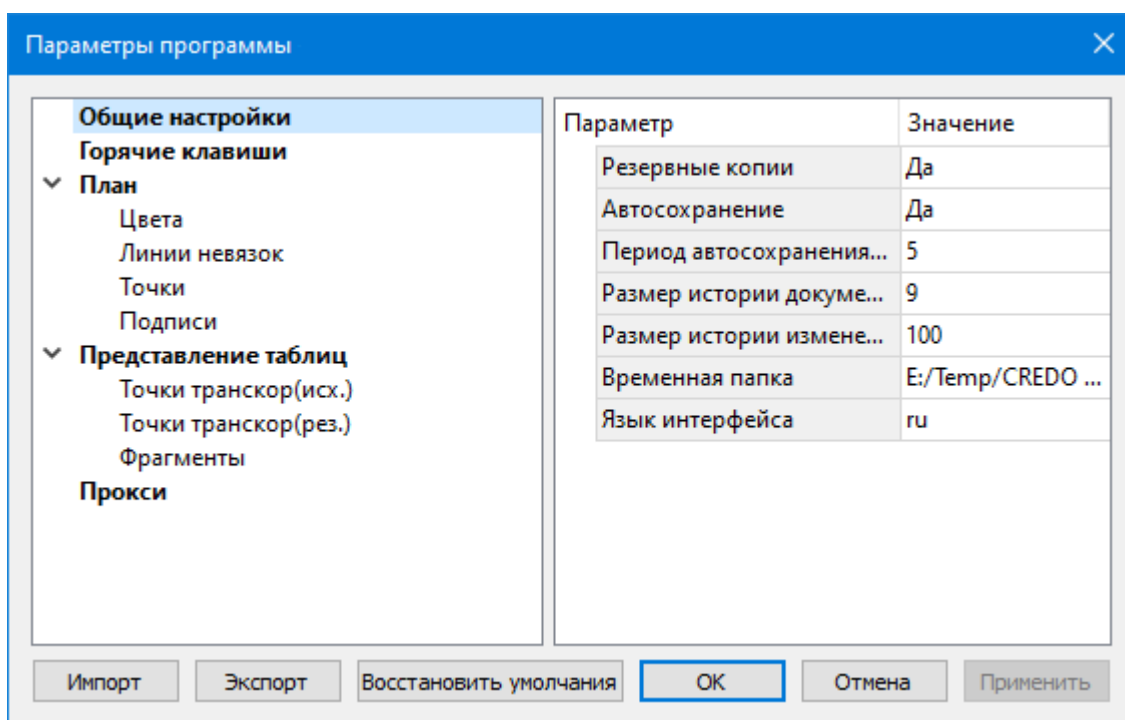 Параметры программы
Общие настройки
Горячие клавиши
План
Цвета
Линии невязок
Точки
Подписи
Представление таблиц
Точки транскор(исх.)
Точки транскор(рез.)
Фрагменты
Прокси
Параметр Значение
Резервные копии Да
Автосохранение Да
Период автосохранения... 5
Размер истории докуме... 9
Размер истории измене... 100
Временная папка E:/Temp/CREDO ...
Язык интерфейса ru
Импорт Экспорт Восстановить умолчания OK Отмена Применить